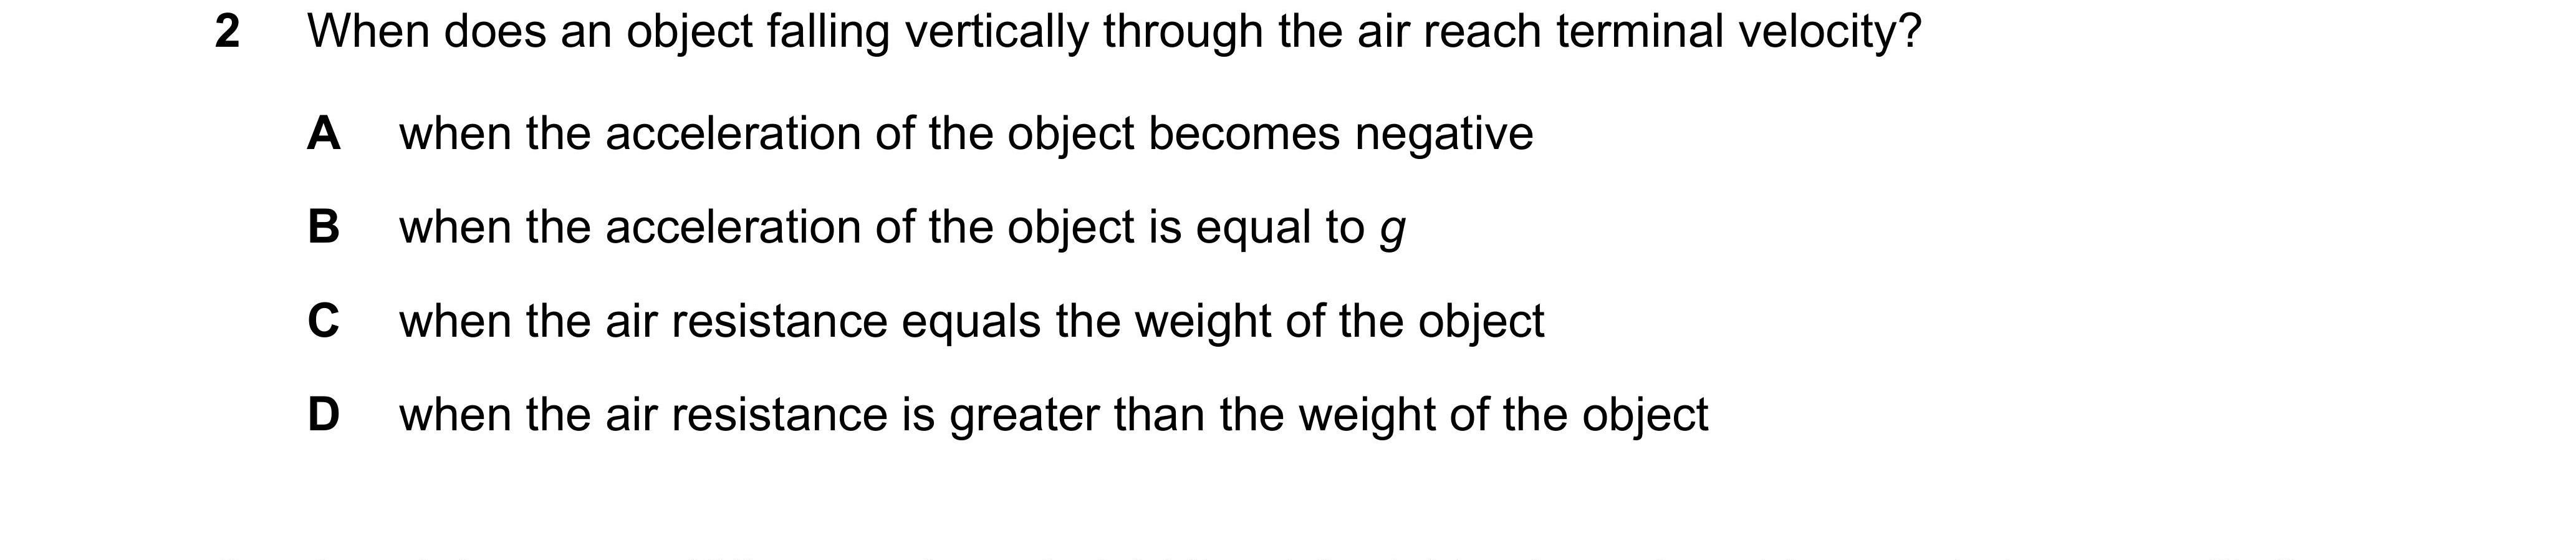 2 When does an object falling vertically through the air reach terminal velocity?
A when the acceleration of the object becomes negative
B when the acceleration of the object is equal to g
C when the air resistance equals the weight of the object
D when the air resistance is greater than the weight of the object